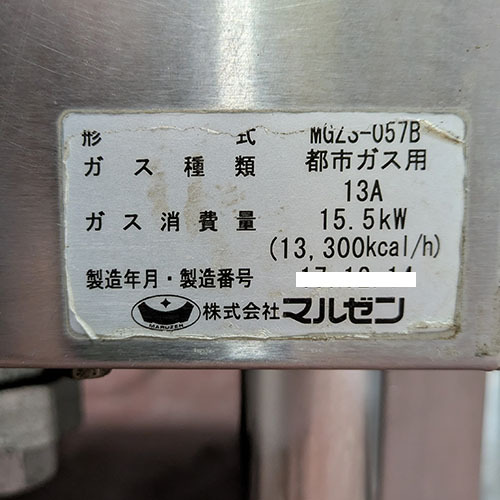 形式 MGZS-057B
ガス種類 都市ガス用
13A
ガス消費量 15.5kW
(13,300kcal/h)
製造年月・製造番号
MARUZEN 株式会社 マルゼン